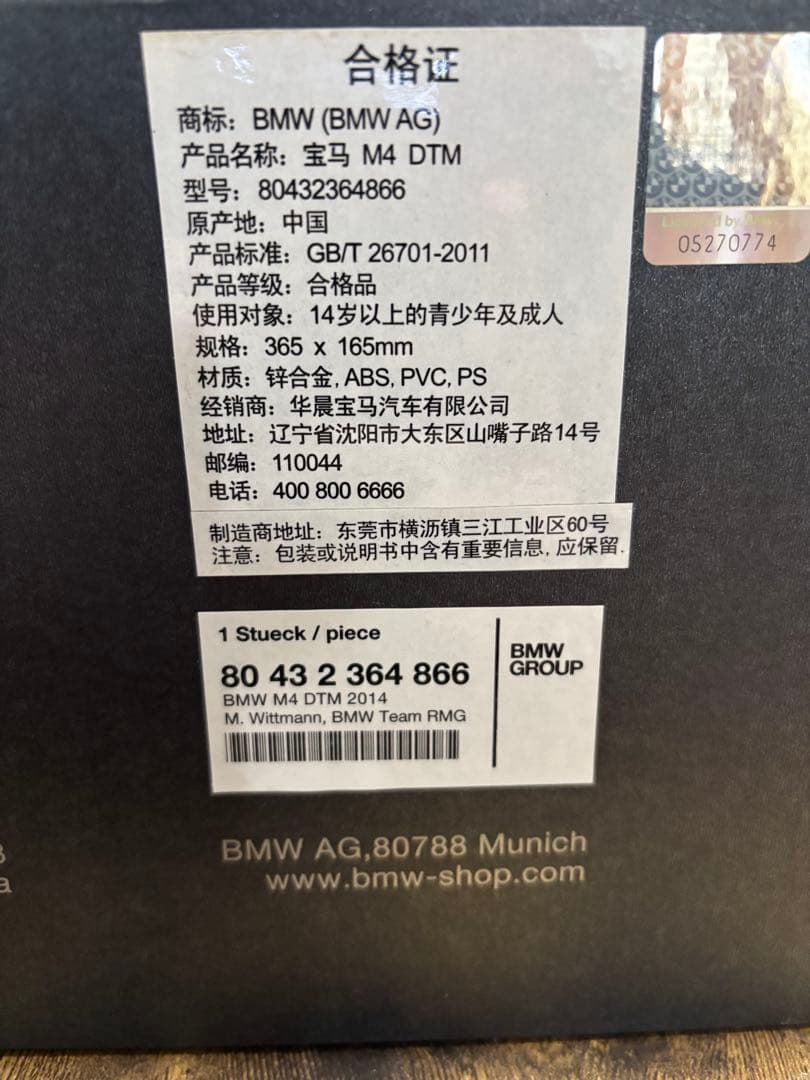 合格证
商标：BMW (BMW AG)
产品名称：宝马 M4 DTM
型号：80432364866
原产地：中国
产品标准：GB/T 26701-2011
产品等级：合格品
使用对象：14岁以上的青少年及成人
规格：365 x 165mm
材质：锌合金, ABS, PVC, PS
经销商：华晨宝马汽车有限公司
地址：辽宁省沈阳市大东区山嘴子路14号
邮编：110044
电话：400 800 6666
制造商地址：东莞市横沥镇三江工业区60号
注意：包装或说明书中含有重要信息, 应保留.
by
05270774
1 Stueck / piece
80 43 2 364 866
BMW M4 DTM 2014
M. Wittmann, BMW Team RMG
BMW
GROUP
BMW AG,80788 Munich
www.bmw-shop.com